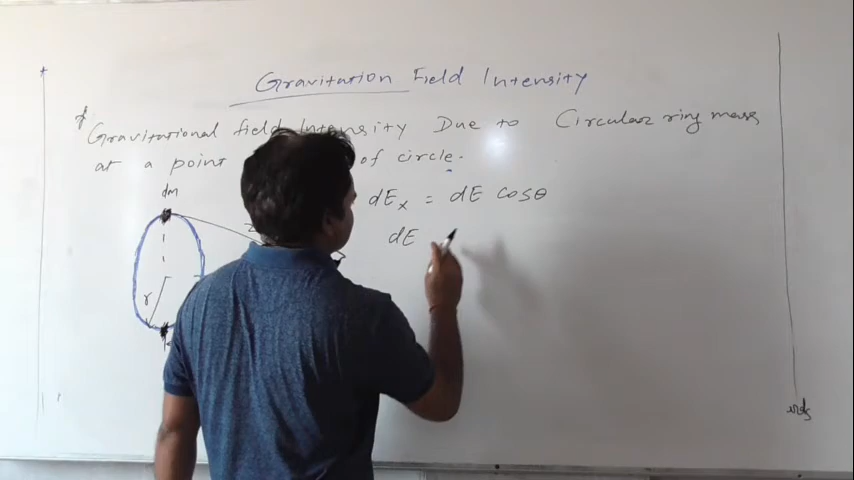 Gravitation Field Intensity
Gravitational field Intensity Due to Circular ring mass,
at a point of circle.
dm
dEx = dE cosθ
dE
r